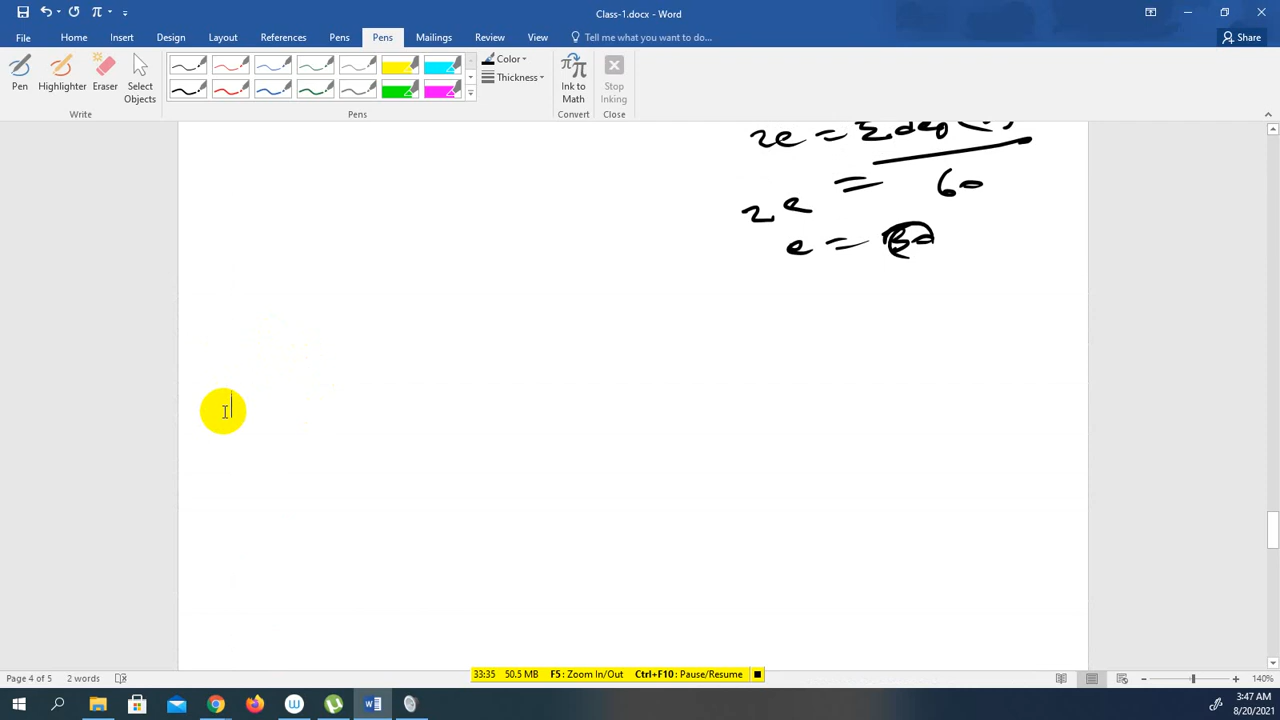 Class-1.docx - Word
File Home Insert Design Layout References Pens Pens Mailings Review View Tell me what you want to do... Share
Pen Highlighter Eraser Select Objects Color Thickness Ink to Math Stop Inking
Write Pens Convert Close
2e = Σ deg (
2e = 60
e = 30
33:35 50.5 MB F5: Zoom In/Out Ctrl+F10: Pause/Resume
Page 4 of 5 2 words 140%
3:47 AM
8/20/2021